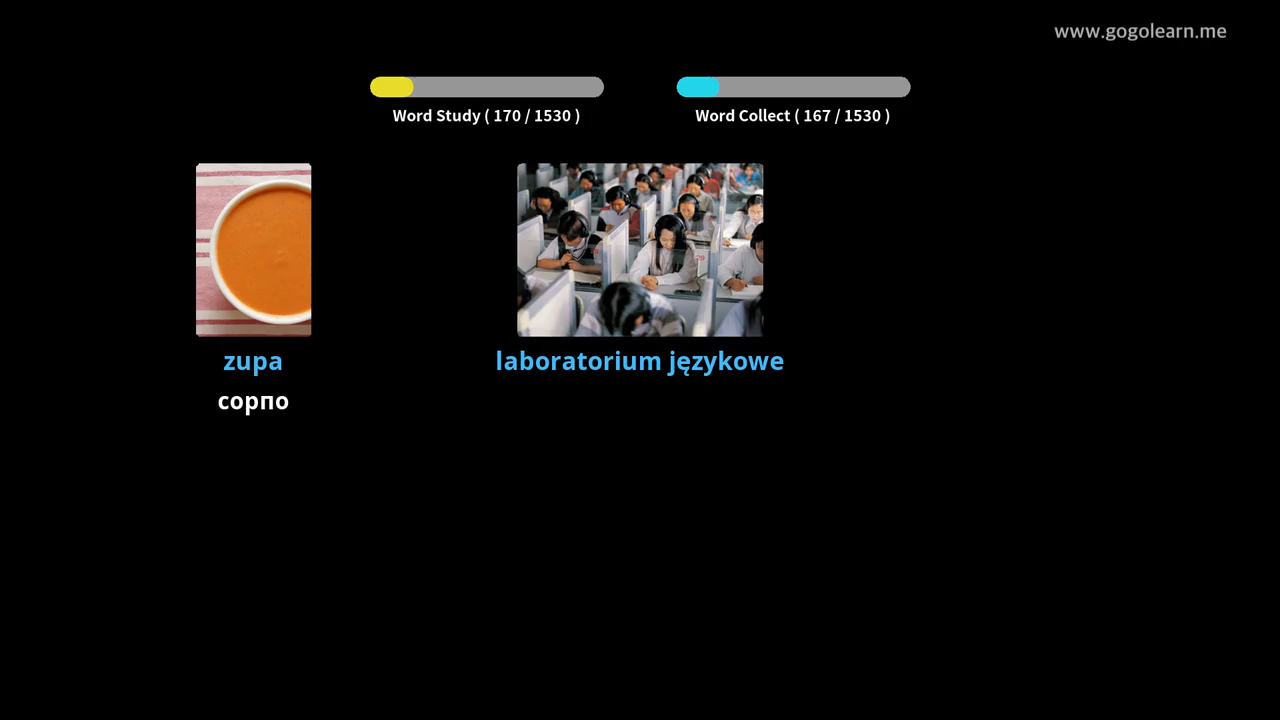 www.gogolearn.me
Word Study ( 170 / 1530 )
Word Collect ( 167 / 1530 )
zupa
сорпо
laboratorium językowe